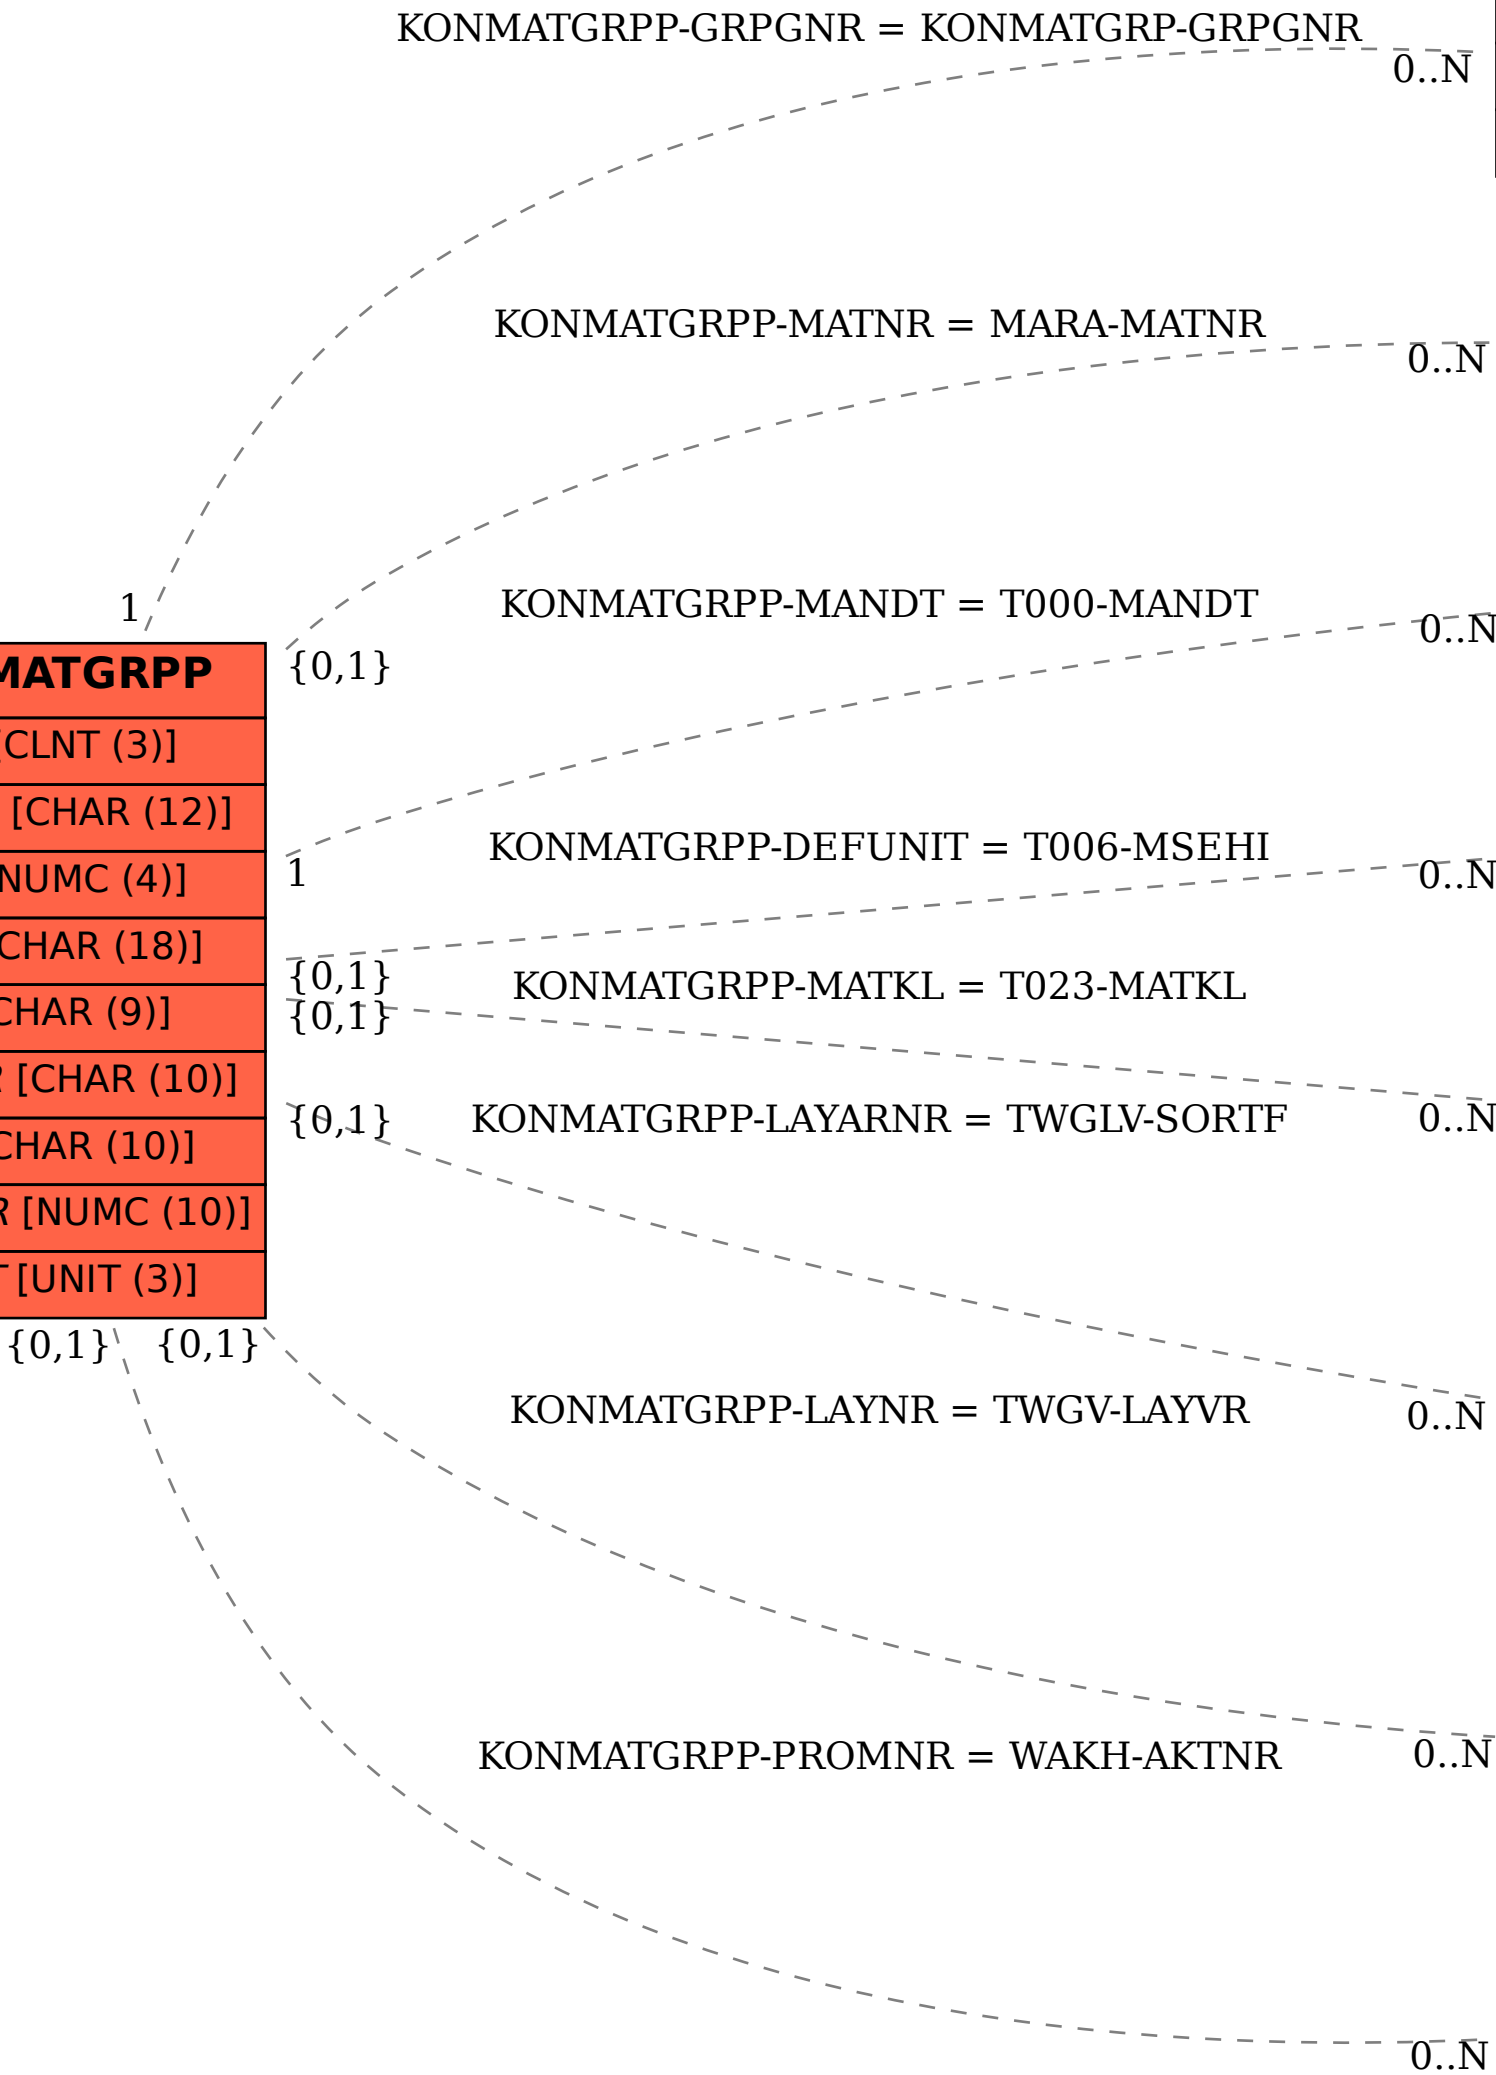 KONMATGRPP-GRPGNR = KONMATGRP-GRPGNR
0..N
KONMATGRPP-MATNR = MARA-MATNR
0..N
KONMATGRPP-MANDT = T000-MANDT
0..N
1
MATGRPP
{0,1}
[CLNT (3)]
[CHAR (12)]
NUMC (4)]
1
KONMATGRPP-DEFUNIT = T006-MSEHI
0..N
CHAR (18)]
{0,1}
KONMATGRPP-MATKL = T023-MATKL
CHAR (9)]
{0,1}
R [CHAR (10)]
{0,1}
KONMATGRPP-LAYARNR = TWGLV-SORTF
0..N
CHAR (10)]
R [NUMC (10)]
T [UNIT (3)]
{0,1}
{0,1}
KONMATGRPP-LAYNR = TWGV-LAYVR
0..N
KONMATGRPP-PROMNR = WAKH-AKTNR
0..N
0..N